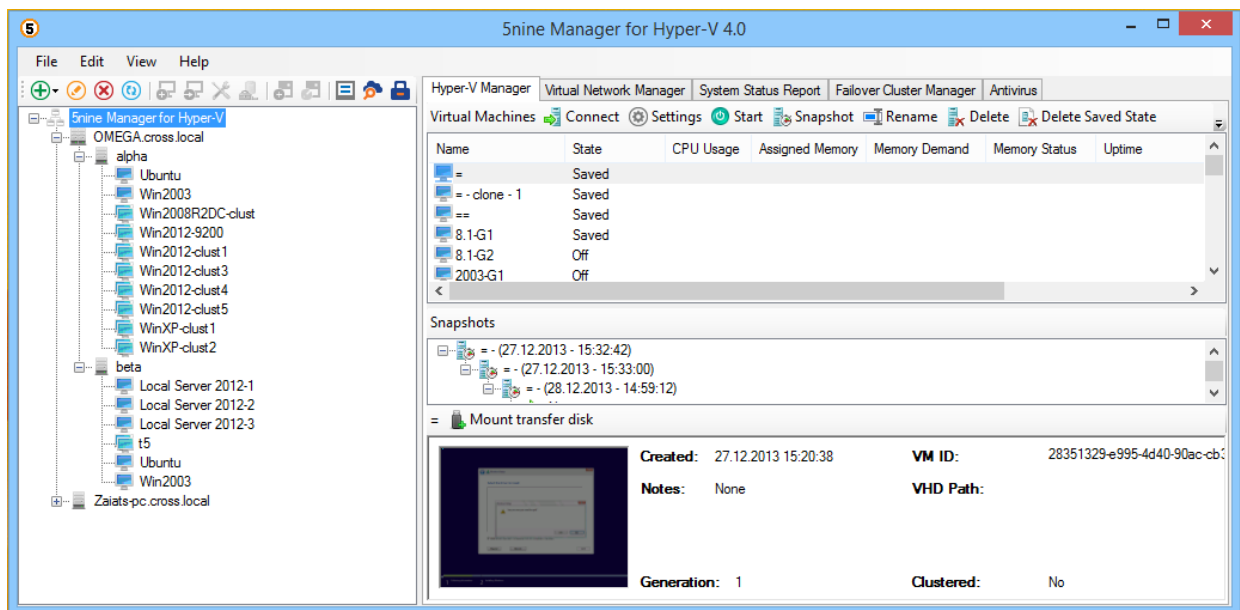 5 5nine Manager for Hyper-V 4.0
File Edit View Help
5nine Manager for Hyper-V
OMEGA.cross.local
alpha
Ubuntu
Win2003
Win2008R2DC-clust
Win2012-9200
Win2012-clust1
Win2012-clust3
Win2012-clust4
Win2012-clust5
WinXP-clust1
WinXP-clust2
beta
Local Server 2012-1
Local Server 2012-2
Local Server 2012-3
t5
Ubuntu
Win2003
Zaiats-pc.cross.local
Hyper-V Manager Virtual Network Manager System Status Report Failover Cluster Manager Antivirus
Virtual Machines Connect Settings Start Snapshot Rename Delete Delete Saved State
Name State CPU Usage Assigned Memory Memory Demand Memory Status Uptime
= Saved
= - clone - 1 Saved
== Saved
8.1-G1 Saved
8.1-G2 Off
2003-G1 Off
Snapshots
= - (27.12.2013 - 15:32:42)
= - (27.12.2013 - 15:33:00)
= - (28.12.2013 - 14:59:12)
= Mount transfer disk
Created: 27.12.2013 15:20:38 VM ID: 28351329-e995-4d40-90ac-cb3
Notes: None VHD Path:
Generation: 1 Clustered: No